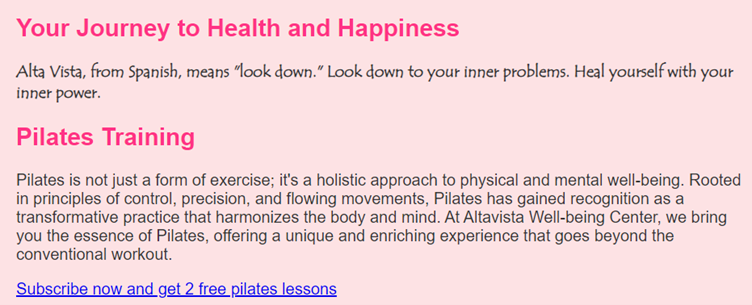 Your Journey to Health and Happiness
Alta Vista, from Spanish, means "look down." Look down to your inner problems. Heal yourself with your
inner power.
Pilates Training
Pilates is not just a form of exercise; it's a holistic approach to physical and mental well-being. Rooted
in principles of control, precision, and flowing movements, Pilates has gained recognition as a
transformative practice that harmonizes the body and mind. At Altavista Well-being Center, we bring
you the essence of Pilates, offering a unique and enriching experience that goes beyond the
conventional workout.
Subscribe now and get 2 free pilates lessons